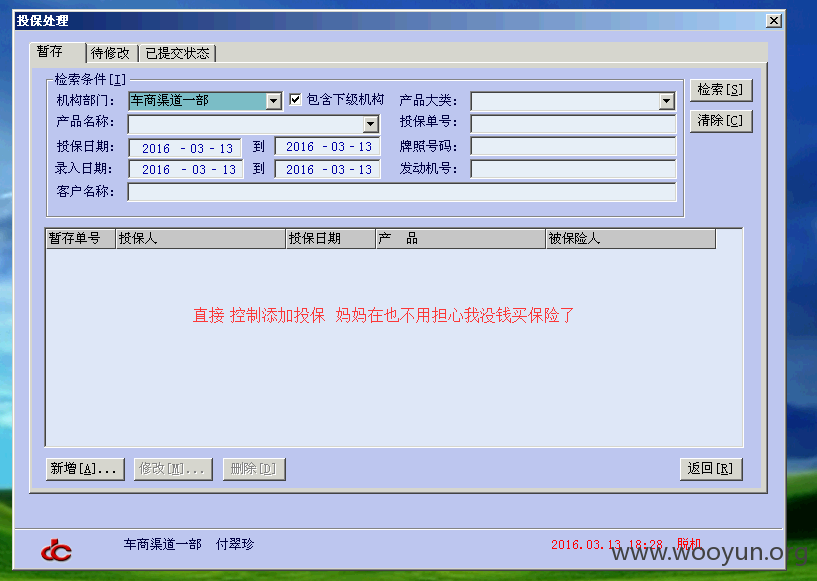 投保处理
暂存 待修改 已提交状态
检索条件[I]
机构部门: 车商渠道一部 包含下级机构 产品大类: 检索[S]
产品名称: 投保单号: 清除[C]
投保日期: 2016 - 03 - 13 到 2016 - 03 - 13 牌照号码:
录入日期: 2016 - 03 - 13 到 2016 - 03 - 13 发动机号:
客户名称:
暂存单号 投保人 投保日期 产 品 被保险人
直接 控制添加投保 妈妈在也不用担心我没钱买保险了
新增[A]... 修改[M]... 删除[D] 返回[R]
车商渠道一部 付翠珍 2016.03.13 18:28 脱机
www.wooyun.org